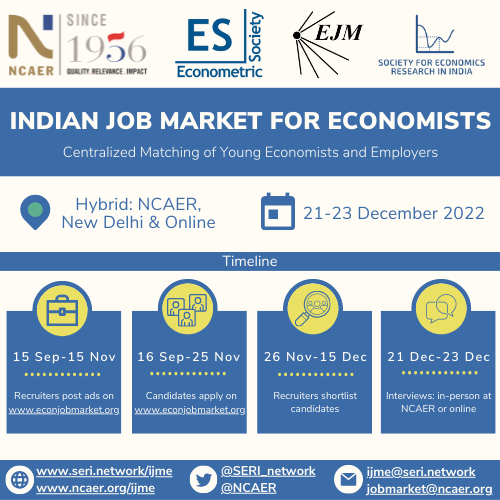 SINCE
1956
NCAER
QUALITY. RELEVANCE. IMPACT
ES
Econometric
Society
EJM
SOCIETY FOR ECONOMICS
RESEARCH IN INDIA
INDIAN JOB MARKET FOR ECONOMISTS
Centralized Matching of Young Economists and Employers
Hybrid: NCAER,
New Delhi & Online
21-23 December 2022
Timeline
15 Sep-15 Nov
Recruiters post ads on
www.econjobmarket.org
16 Sep-25 Nov
Candidates apply on
www.econjobmarket.org
26 Nov-15 Dec
Recruiters shortlist
candidates
21 Dec-23 Dec
Interviews: in-person at
NCAER or online
www.seri.network/ijme
www.ncaer.org/ijme
@SERI_network
@NCAER
ijme@seri.network
jobmarket@ncaer.org